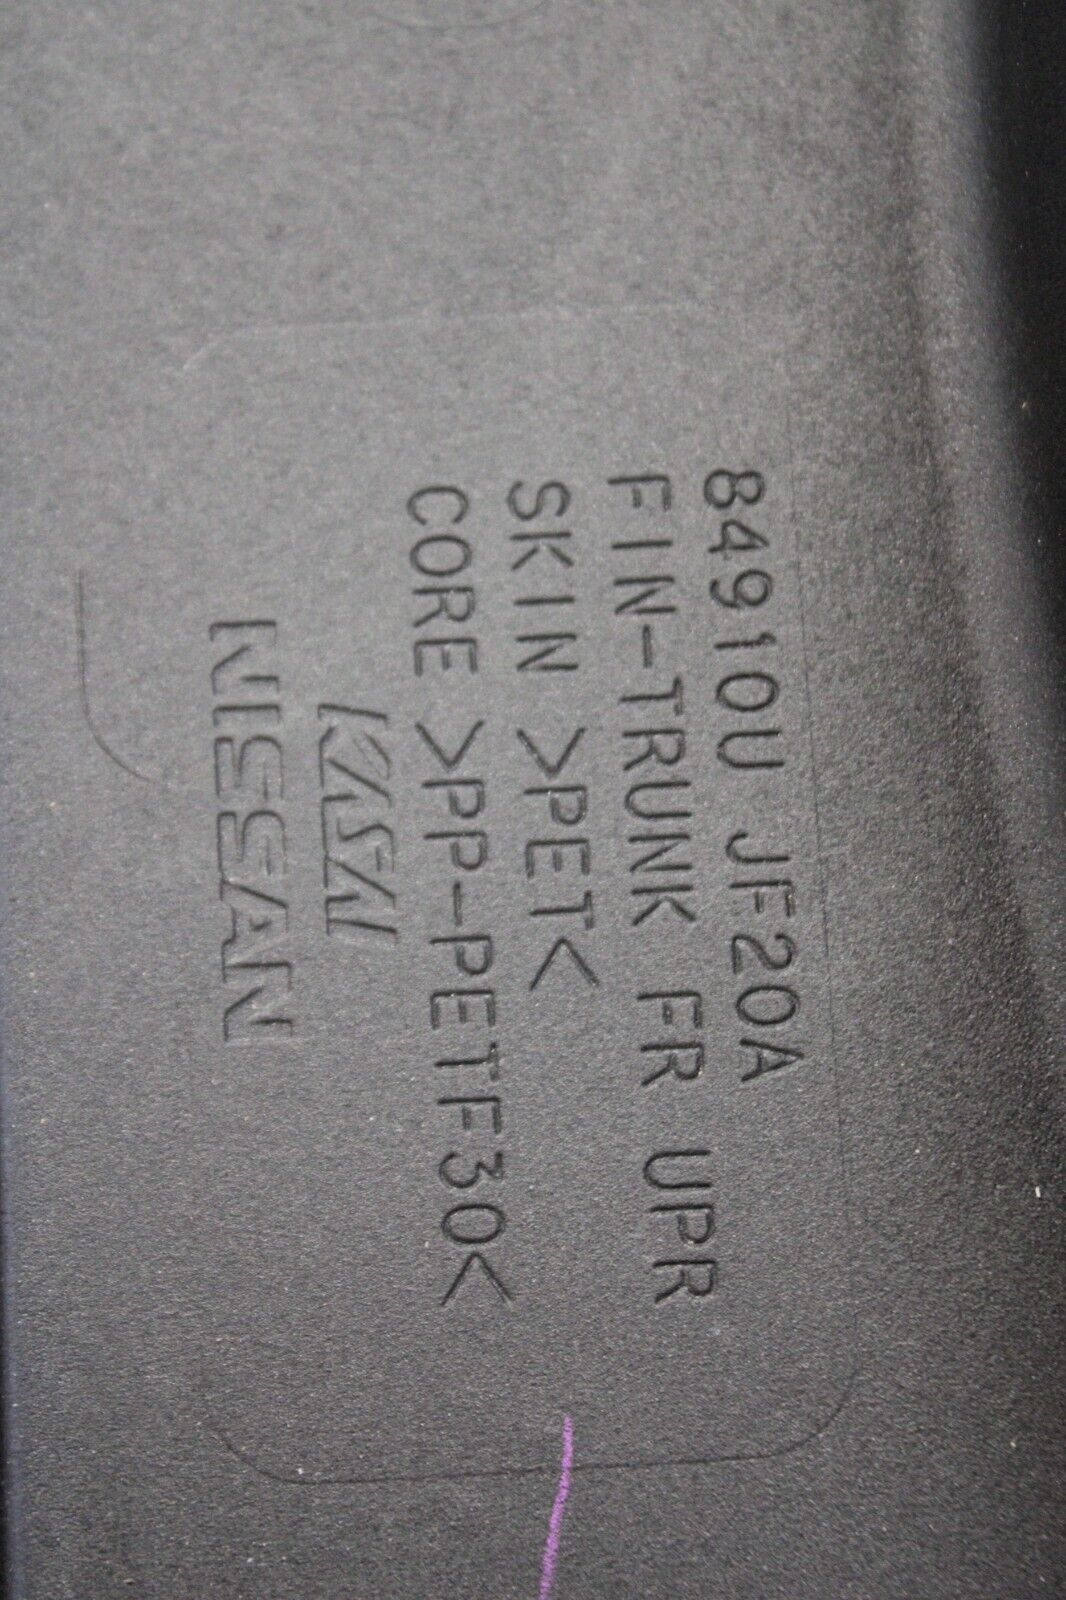 84910U JF20A
FIN-TRUNK FR UPR
SKIN >PET<
CORE >PP-PETF30<
KASAI
NISSAN